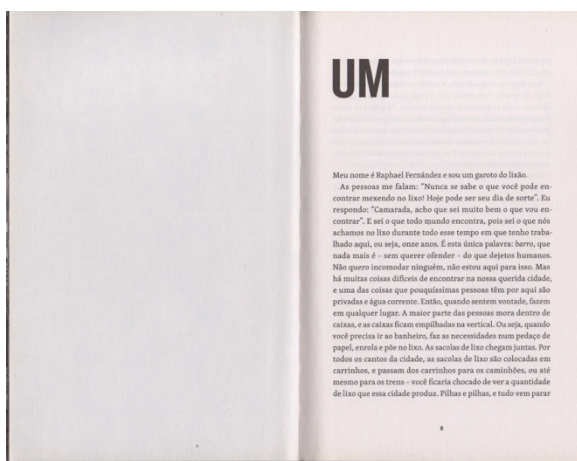 UM
Meu nome é Raphael Fernández e sou um garoto do lixão.
As pessoas me falam: “Nunca se sabe o que você pode en-
contrar mexendo no lixo! Hoje pode ser seu dia de sorte”. Eu
respondo: “Camarada, acho que sei muito bem o que vou en-
contrar”. E sei o que todo mundo encontra, pois sei o que nós
achamos no lixo durante todo esse tempo em que tenho traba-
lhado aqui, ou seja, onze anos. É esta única palavra: barro, que
nada mais é – sem querer ofender – do que dejetos humanos.
Não quero incomodar ninguém, não estou aqui para isso. Mas
há muitas coisas difíceis de encontrar na nossa querida cidade,
e uma das coisas que pouquíssimas pessoas têm por aqui são
privadas e água corrente. Então, quando sentem vontade, fazem
em qualquer lugar. A maior parte das pessoas mora dentro de
caixas, e as caixas ficam empilhadas na vertical. Ou seja, quando
você precisa ir ao banheiro, faz as necessidades num pedaço de
papel, enrola e põe no lixo. As sacolas de lixo chegam juntas. Por
todos os cantos da cidade, as sacolas de lixo são colocadas em
carrinhos, e passam dos carrinhos para os caminhões, ou até
mesmo para os trens – você ficaria chocado de ver a quantidade
de lixo que essa cidade produz. Pilhas e pilhas, e tudo vem parar